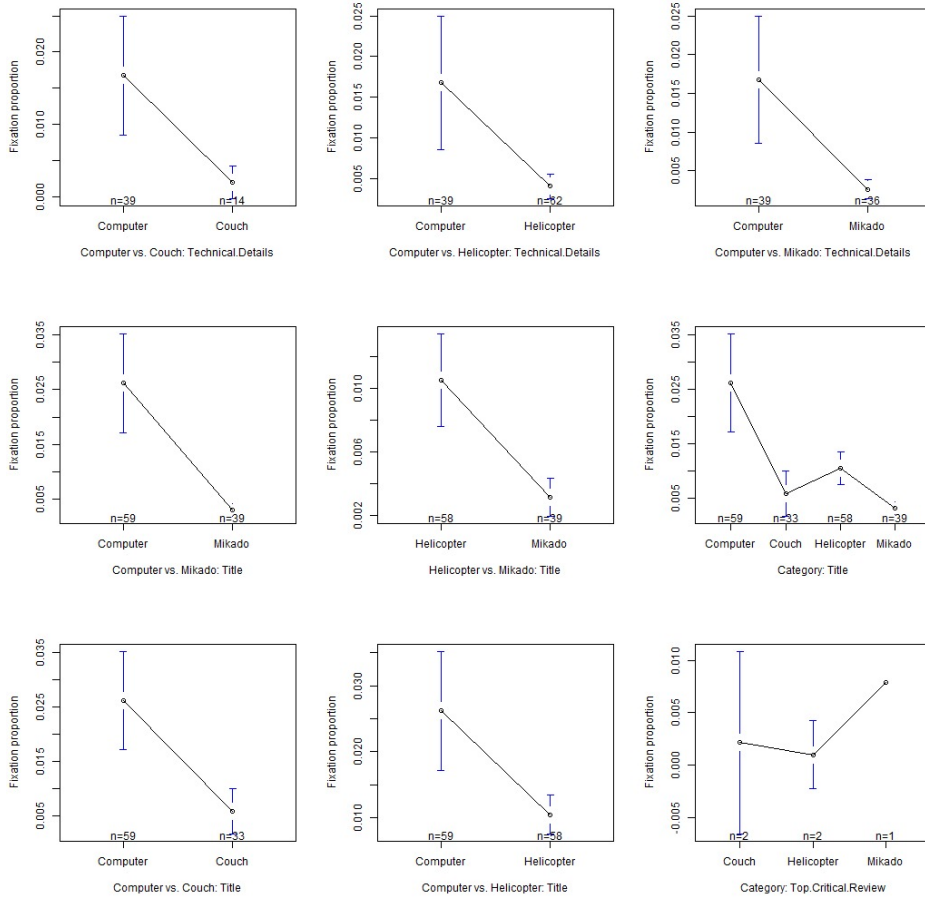 Fixation proportion
0.000 0.010 0.020
n=39 n=14
Computer Couch
Computer vs. Couch: Technical.Details
Fixation proportion
0.005 0.010 0.015 0.020 0.025
n=39 n=62
Computer Helicopter
Computer vs. Helicopter: Technical.Details
Fixation proportion
0.005 0.010 0.015 0.020 0.025
n=39 n=36
Computer Mikado
Computer vs. Mikado: Technical.Details
Fixation proportion
0.005 0.015 0.025 0.035
n=59 n=39
Computer Mikado
Computer vs. Mikado: Title
Fixation proportion
0.002 0.006 0.010
n=58 n=39
Helicopter Mikado
Helicopter vs. Mikado: Title
Fixation proportion
0.005 0.015 0.025 0.035
n=59 n=33 n=58 n=39
Computer Couch Helicopter Mikado
Category: Title
Fixation proportion
0.005 0.015 0.025 0.035
n=59 n=33
Computer Couch
Computer vs. Couch: Title
Fixation proportion
0.010 0.020 0.030
n=59 n=58
Computer Helicopter
Computer vs. Helicopter: Title
Fixation proportion
-0.005 0.000 0.005 0.010
n=2 n=2 n=1
Couch Helicopter Mikado
Category: Top.Critical.Review